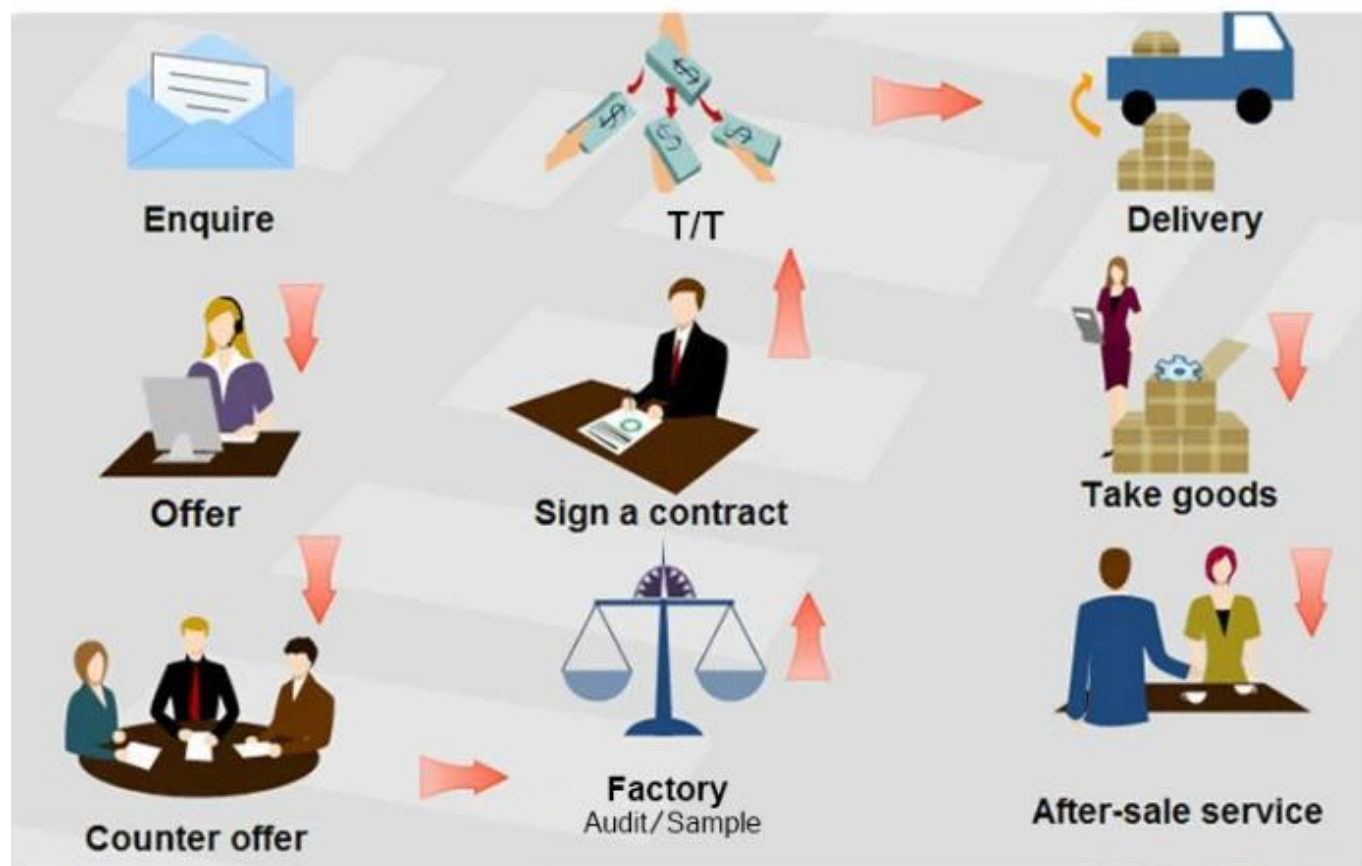 Enquire
T/T
Delivery
Offer
Sign a contract
Take goods
Counter offer
Factory
Audit/Sample
After-sale service